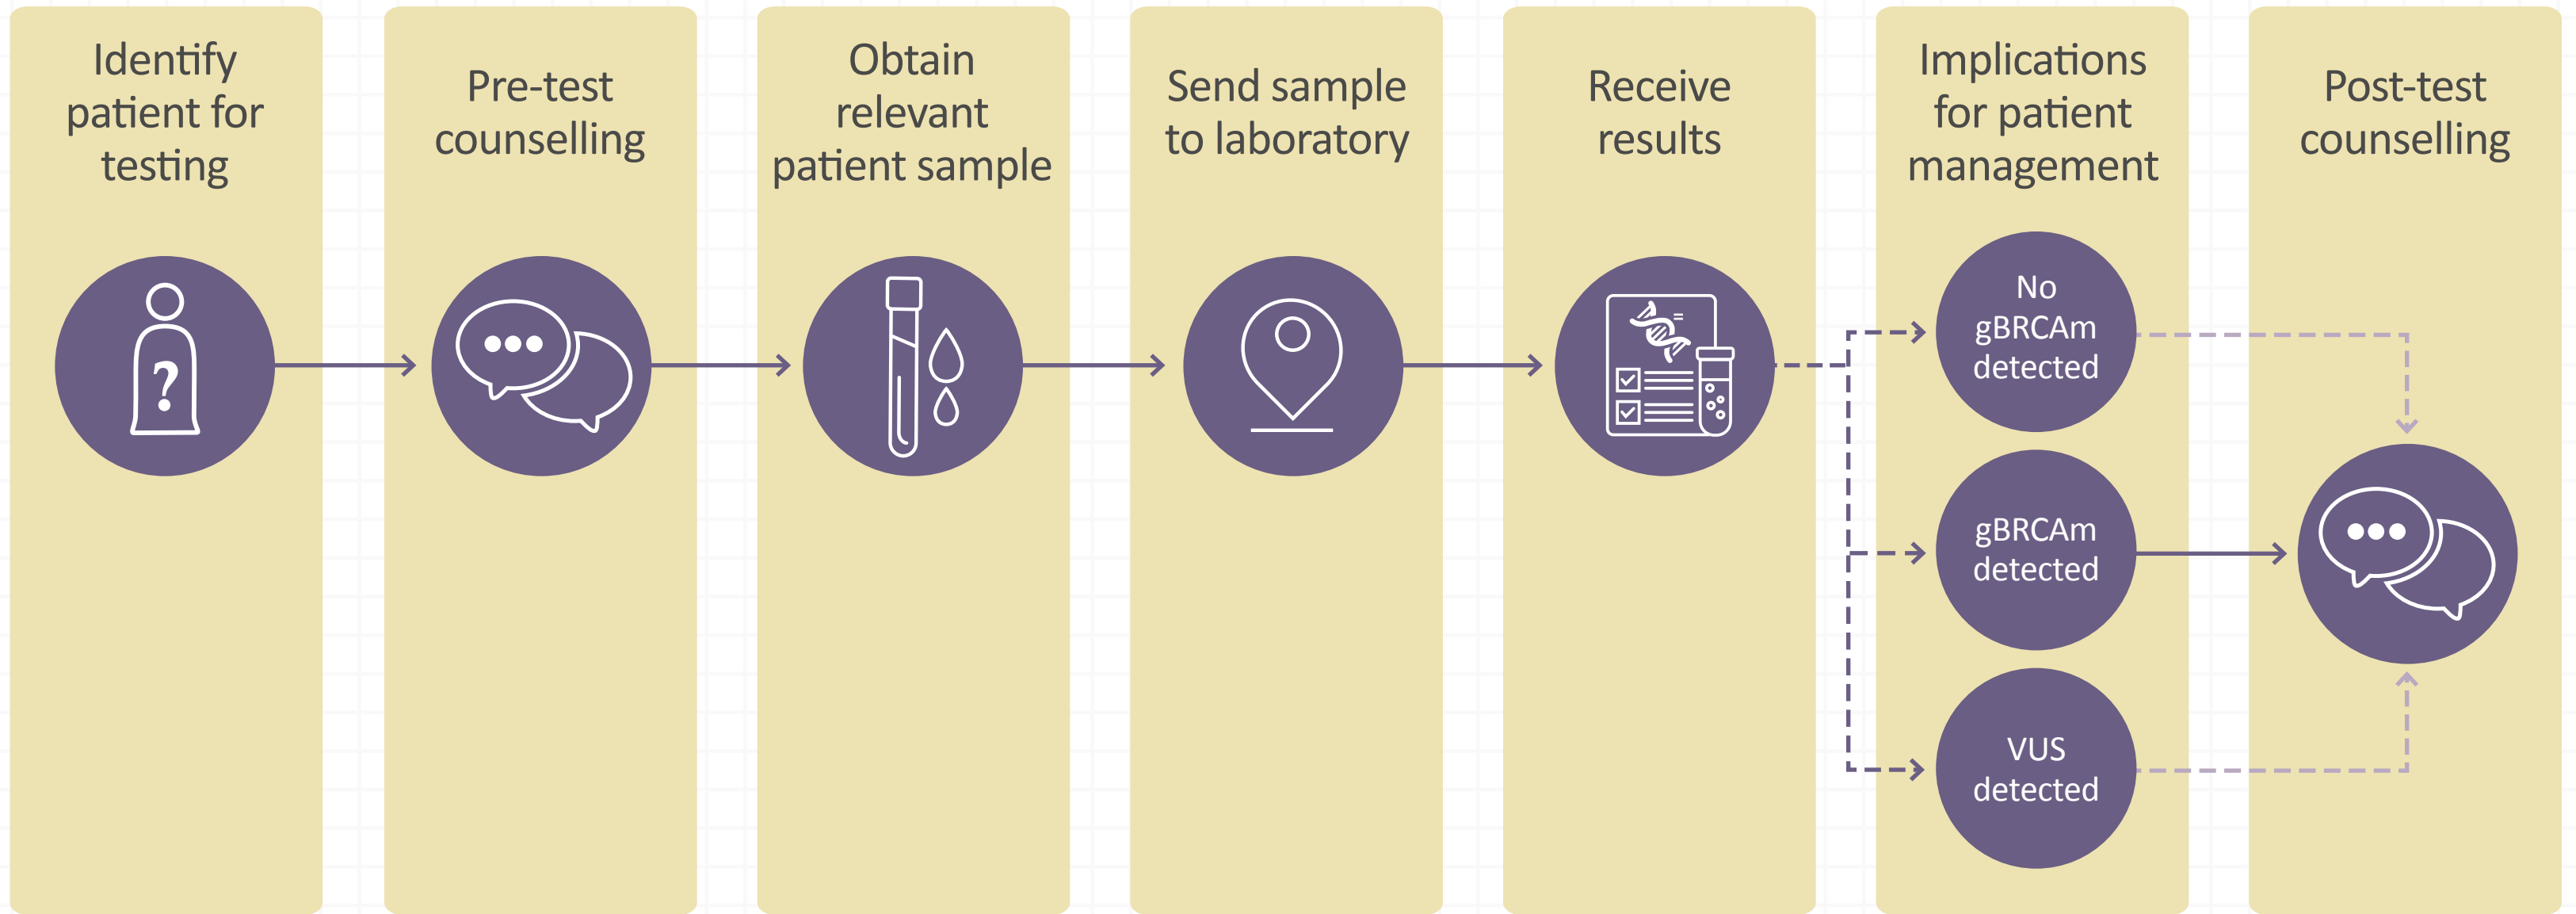 Identify
patient for
testing
Pre-test
counselling
Obtain
relevant
patient sample
Send sample
to laboratory
Receive
results
Implications
for patient
management
Post-test
counselling
?
No
gBRCAm
detected
gBRCAm
detected
VUS
detected